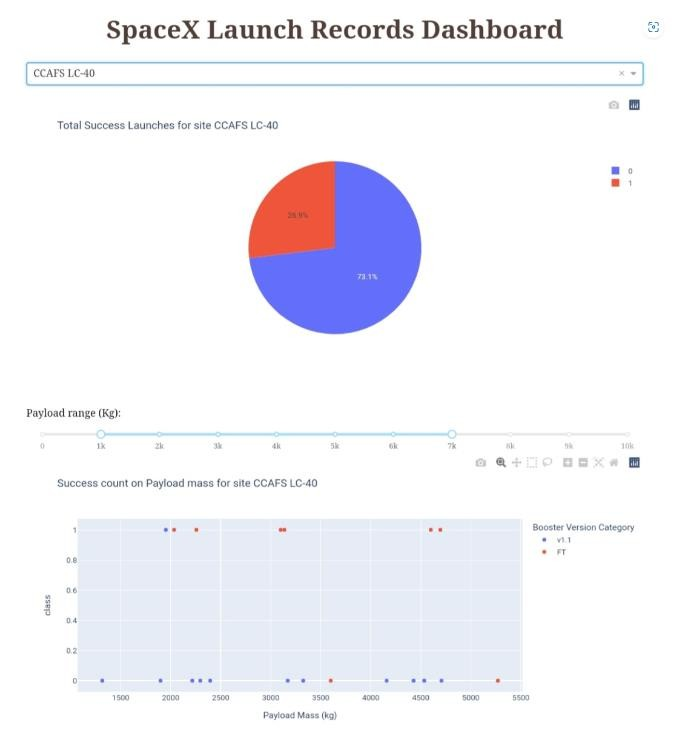 SpaceX Launch Records Dashboard
CCAFS LC-40
Total Success Launches for site CCAFS LC-40
0
1
26.9%
73.1%
Payload range (Kg):
0 1k 2k 3k 4k 5k 6k 7k 8k 9k 10k
Success count on Payload mass for site CCAFS LC-40
Booster Version Category
v1.1
FT
1
0.8
0.6
0.4
0.2
0
class
1500 2000 2500 3000 3500 4000 4500 5000 5500
Payload Mass (kg)